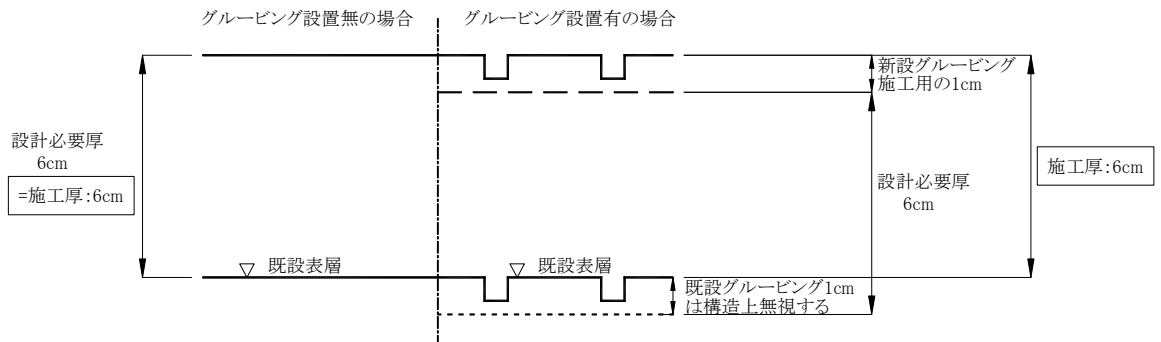 グルービング設置無の場合
グルービング設置有の場合
新設グルービング
施工用の1cm
設計必要厚
6cm
=施工厚:6cm
施工厚:6cm
設計必要厚
6cm
既設表層
既設表層
既設グルービング1cm
は構造上無視する